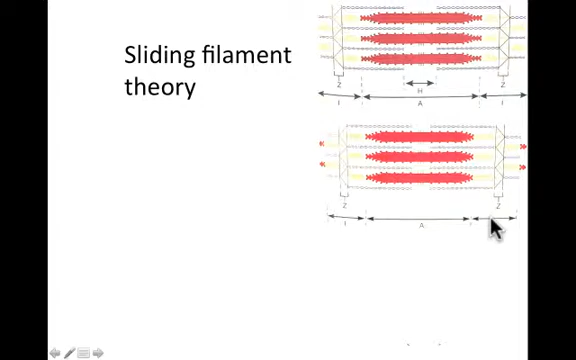 Sliding filament
theory
Z Z
H
I A I
Z Z
I A